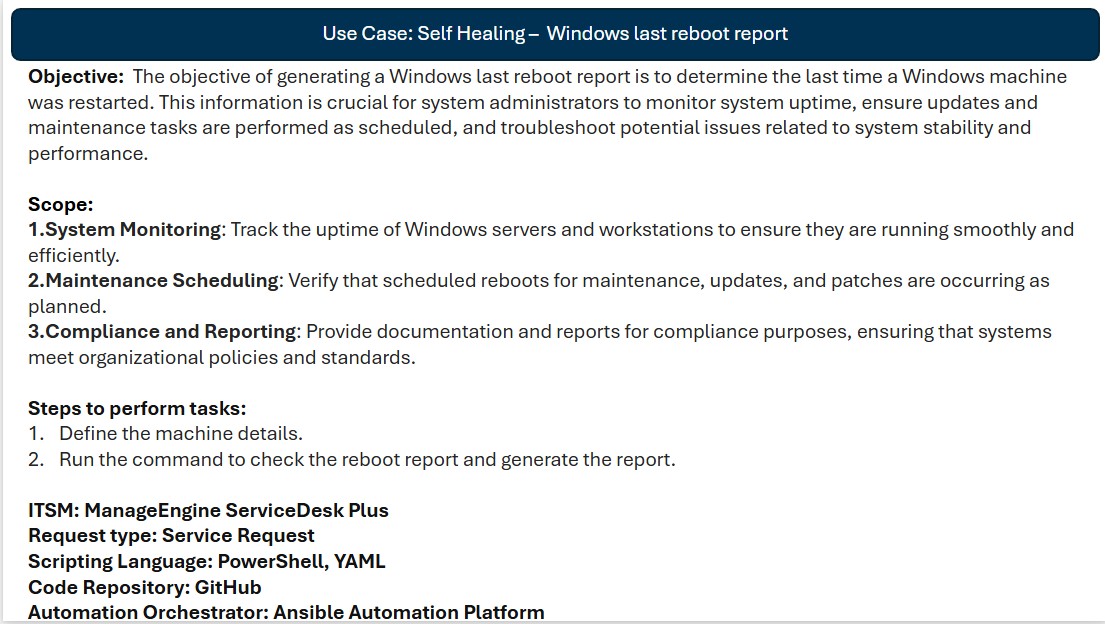 Use Case: Self Healing – Windows last reboot report
Objective: The objective of generating a Windows last reboot report is to determine the last time a Windows machine
was restarted. This information is crucial for system administrators to monitor system uptime, ensure updates and
maintenance tasks are performed as scheduled, and troubleshoot potential issues related to system stability and
performance.
Scope:
1.System Monitoring: Track the uptime of Windows servers and workstations to ensure they are running smoothly and
efficiently.
2.Maintenance Scheduling: Verify that scheduled reboots for maintenance, updates, and patches are occurring as
planned.
3.Compliance and Reporting: Provide documentation and reports for compliance purposes, ensuring that systems
meet organizational policies and standards.
Steps to perform tasks:
1. Define the machine details.
2. Run the command to check the reboot report and generate the report.
ITSM: ManageEngine ServiceDesk Plus
Request type: Service Request
Scripting Language: PowerShell, YAML
Code Repository: GitHub
Automation Orchestrator: Ansible Automation Platform